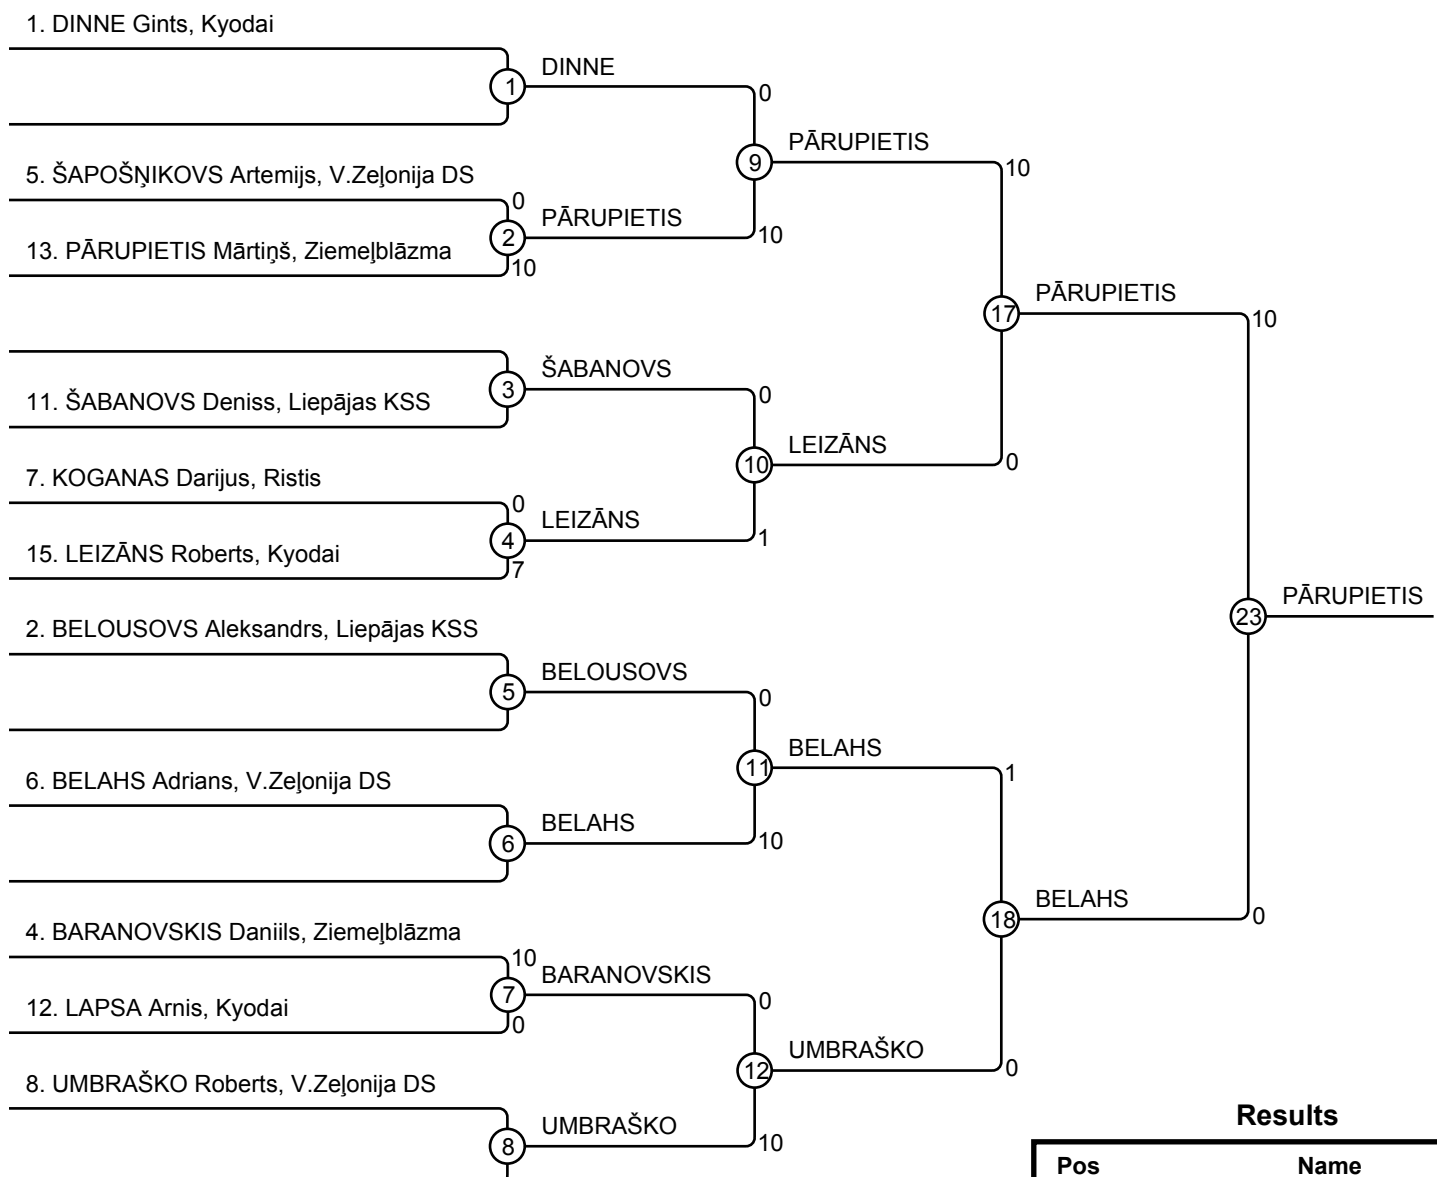 1. DINNE Gints, Kyodai
DINNE
1
0
PĀRUPIETIS
9
10
5. ŠAPOŠŅIKOVS Artemijs, V.Zeļonija DS
0
PĀRUPIETIS
2
10
13. PĀRUPIETIS Mārtiņš, Ziemeļblāzma
10
PĀRUPIETIS
17
10
ŠABANOVS
3
0
11. ŠABANOVS Deniss, Liepājas KSS
LEIZĀNS
10
0
7. KOGANAS Darijus, Ristis
0
LEIZĀNS
4
1
15. LEIZĀNS Roberts, Kyodai
7
PĀRUPIETIS
23
2. BELOUSOVS Aleksandrs, Liepājas KSS
BELOUSOVS
5
0
BELAHS
11
1
6. BELAHS Adrians, V.Zeļonija DS
BELAHS
6
10
BELAHS
18
0
4. BARANOVSKIS Daniils, Ziemeļblāzma
10
BARANOVSKIS
7
0
12. LAPSA Arnis, Kyodai
0
UMBRAŠKO
12
0
8. UMBRAŠKO Roberts, V.Zeļonija DS
UMBRAŠKO
8
10
Results
Pos Name